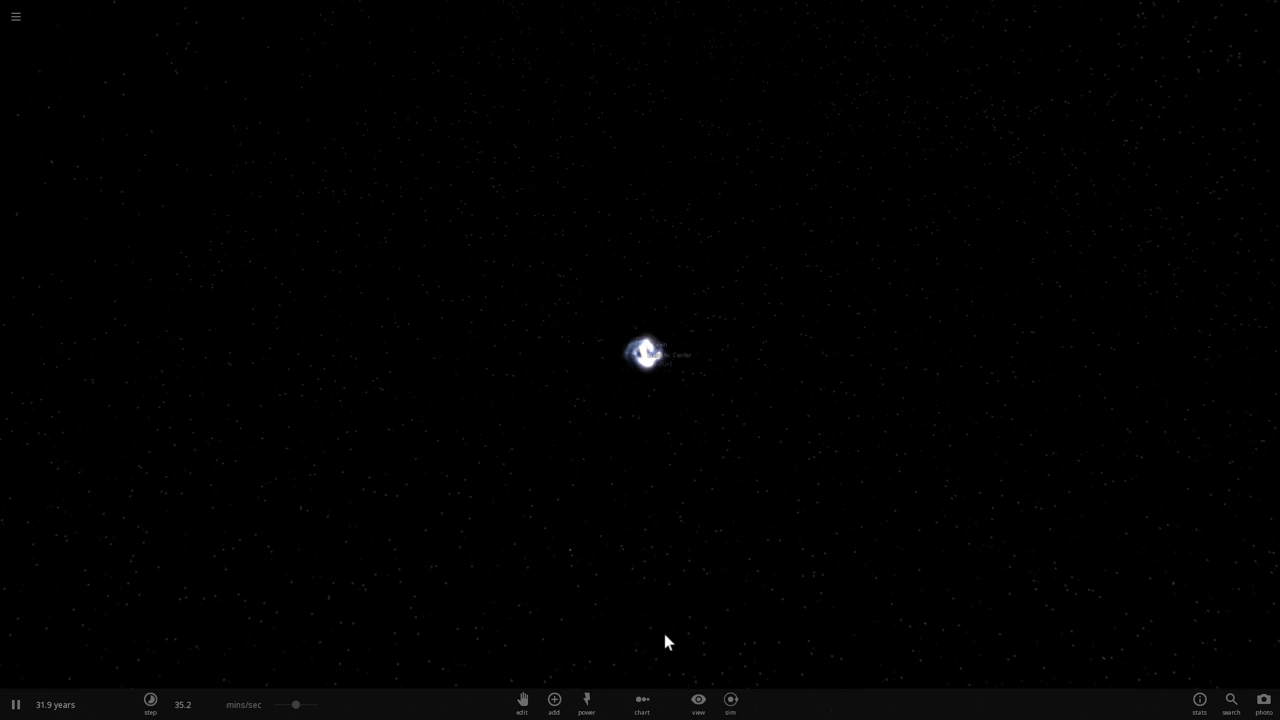 31.9 years
step
35.2
mins/sec
edit
add
power
chart
view
sim
stats
search
photo